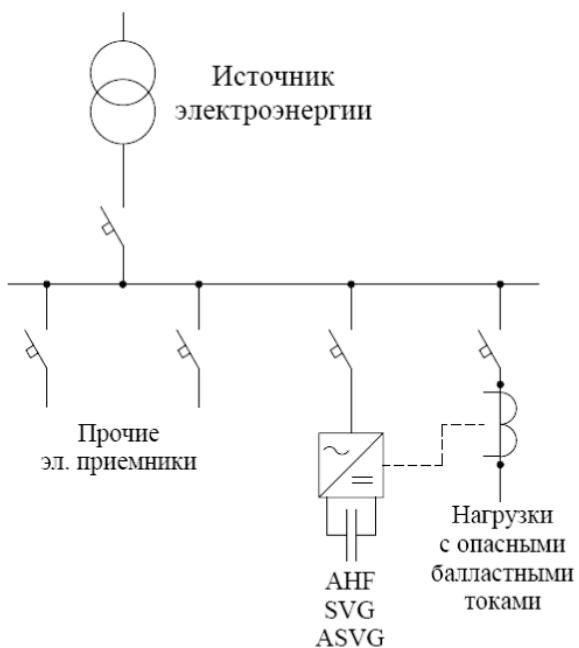 Источник
электроэнергии
Прочие
эл. приемники
Нагрузки
с опасными
балластными
токами
AHF
SVG
ASVG